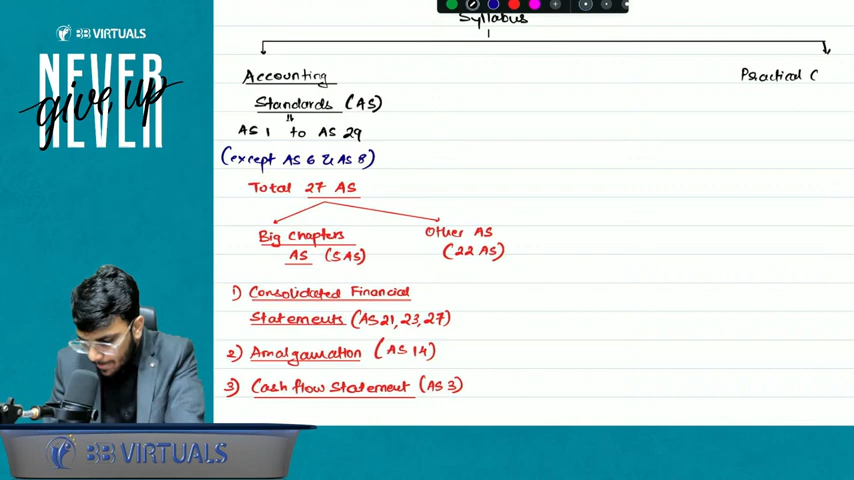 BB VIRTUALS
NEVER
give up
NEVER
Syllabus
Accounting
Standards (AS)
AS 1 to AS 29
(except AS 6 & AS 8)
Total 27 AS
Big Chapters
AS (5 AS)
Other AS
(22 AS)
1) Consolidated Financial
Statements (AS 21, 23, 27)
2) Amalgamation (AS 14)
3) Cash flow Statement (AS 3)
Practical C
BB VIRTUALS